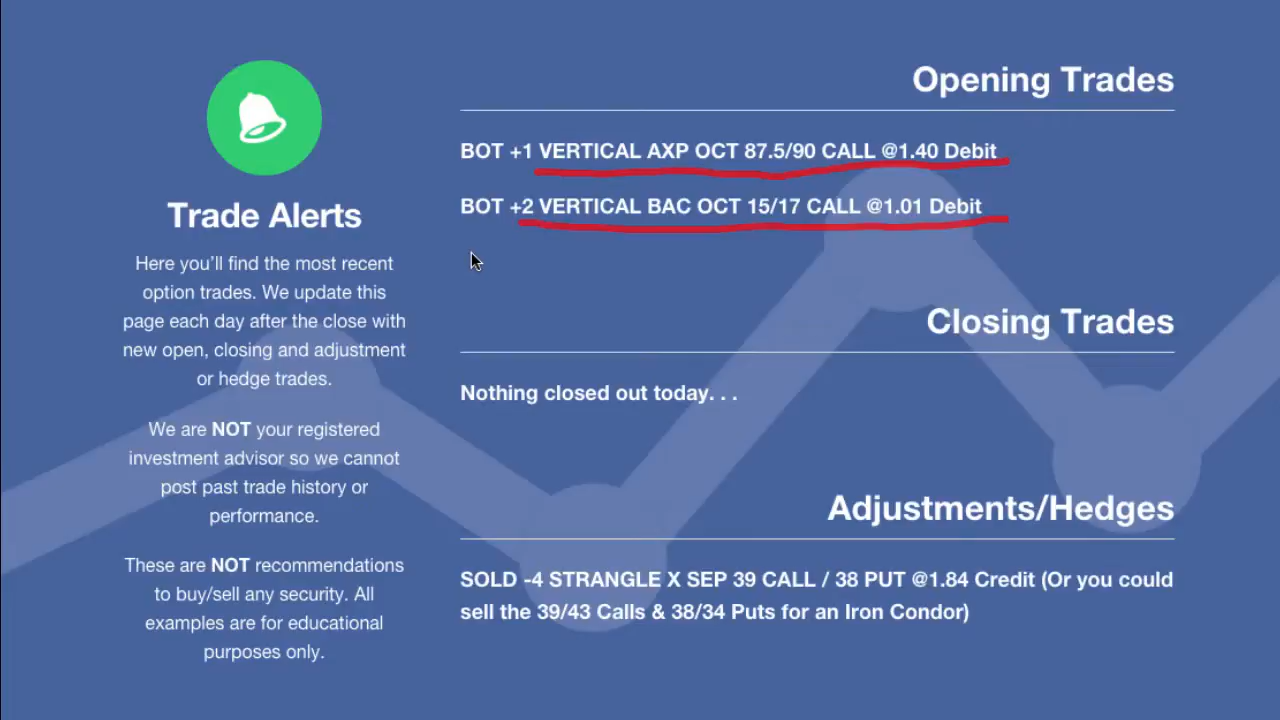 Trade Alerts
Here you’ll find the most recent
option trades. We update this
page each day after the close with
new open, closing and adjustment
or hedge trades.
We are NOT your registered
investment advisor so we cannot
post past trade history or
performance.
These are NOT recommendations
to buy/sell any security. All
examples are for educational
purposes only.
Opening Trades
BOT +1 VERTICAL AXP OCT 87.5/90 CALL @1.40 Debit
BOT +2 VERTICAL BAC OCT 15/17 CALL @1.01 Debit
Closing Trades
Nothing closed out today. . .
Adjustments/Hedges
SOLD -4 STRANGLE X SEP 39 CALL / 38 PUT @1.84 Credit (Or you could
sell the 39/43 Calls & 38/34 Puts for an Iron Condor)